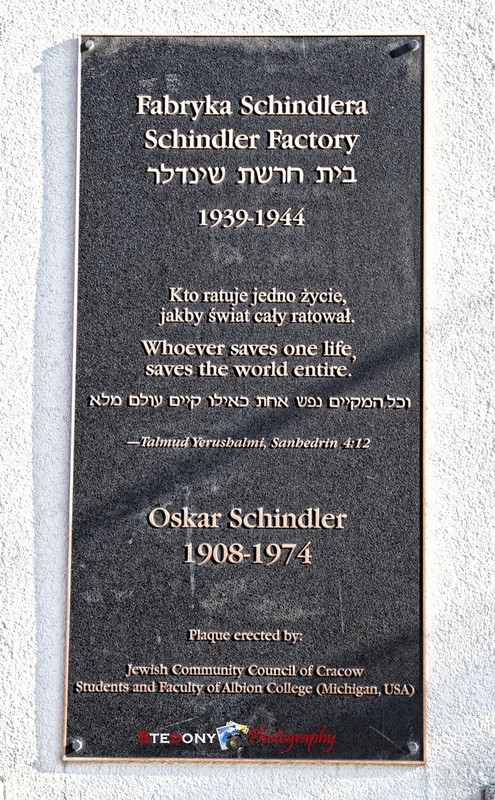 Fabryka Schindlera
Schindler Factory
בית חרשת שינדלר
1939-1944
Kto ratuje jedno życie,
jakby świat cały ratował.
Whoever saves one life,
saves the world entire.
וכל המקיים נפש אחת כאילו קיים עולם מלא
—Talmud Yerushalmi, Sanhedrin 4:12
Oskar Schindler
1908-1974
Plaque erected by:
Jewish Community Council of Cracow
Students and Faculty of Albion College (Michigan, USA)
STEBONY Photography